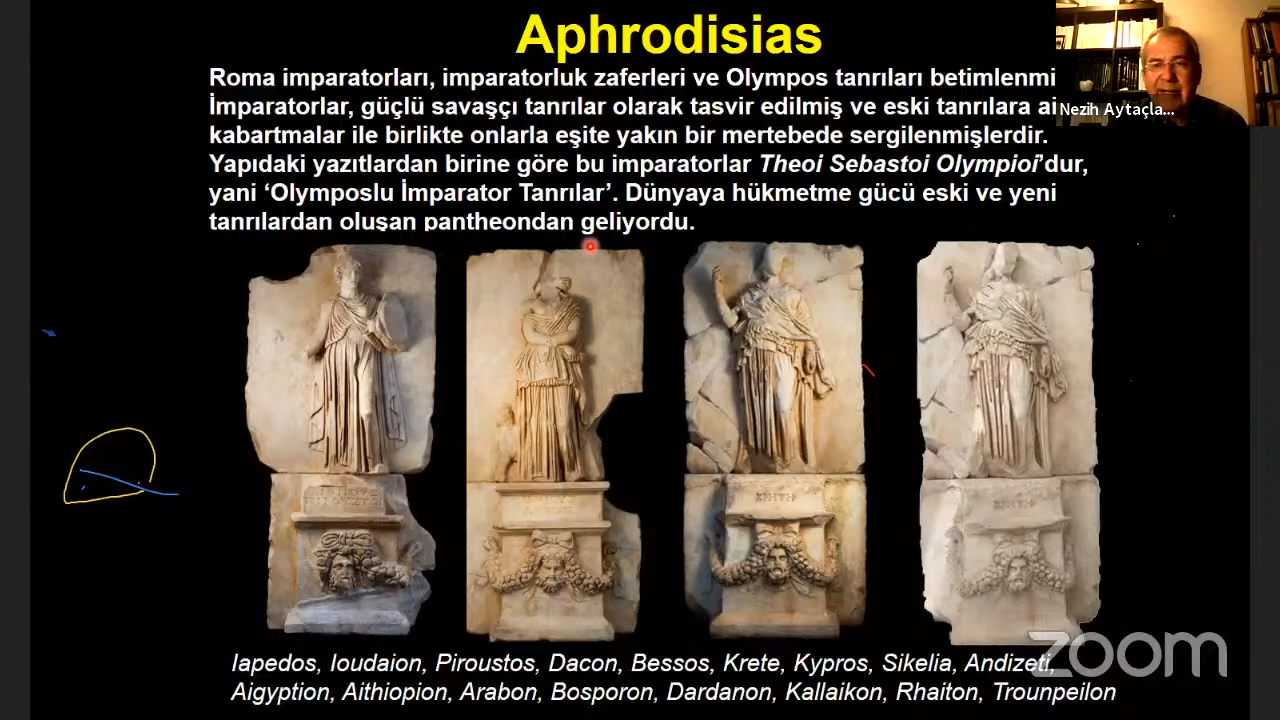 Aphrodisias
Roma imparatorları, imparatorluk zaferleri ve Olympos tanrıları betimlenmi
İmparatorlar, güçlü savaşçı tanrılar olarak tasvir edilmiş ve eski tanrılara ai
kabartmalar ile birlikte onlarla eşite yakın bir mertebede sergilenmişlerdir.
Yapıdaki yazıtlardan birine göre bu imparatorlar Theoi Sebastoi Olympioi’dur,
yani ‘Olymposlu İmparator Tanrılar’. Dünyaya hükmetme gücü eski ve yeni
tanrılardan oluşan pantheondan geliyordu.
Nezih Aytaçla...
Iapedos, Ioudaion, Piroustos, Dacon, Bessos, Krete, Kypros, Sikelia, Andizeti,
Aigyption, Aithiopion, Arabon, Bosporon, Dardanon, Kallaikon, Rhaiton, Trounpeilon
zoom